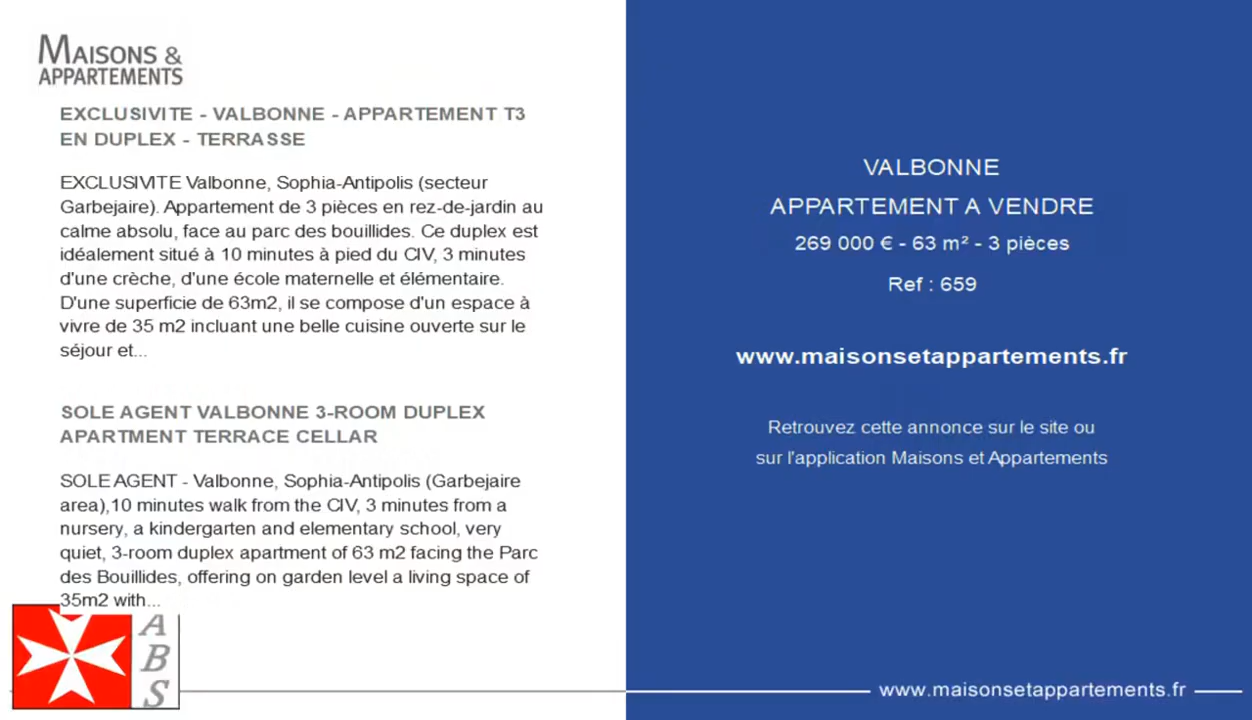 MAISONS &
APPARTEMENTS
EXCLUSIVITE - VALBONNE - APPARTEMENT T3
EN DUPLEX - TERRASSE
EXCLUSIVITE Valbonne, Sophia-Antipolis (secteur
Garbejaire). Appartement de 3 pièces en rez-de-jardin au
calme absolu, face au parc des bouillides. Ce duplex est
idéalement situé à 10 minutes à pied du CIV, 3 minutes
d'une crèche, d'une école maternelle et élémentaire.
D'une superficie de 63m2, il se compose d'un espace à
vivre de 35 m2 incluant une belle cuisine ouverte sur le
séjour et...
SOLE AGENT VALBONNE 3-ROOM DUPLEX
APARTMENT TERRACE CELLAR
SOLE AGENT - Valbonne, Sophia-Antipolis (Garbejaire
area),10 minutes walk from the CIV, 3 minutes from a
nursery, a kindergarten and elementary school, very
quiet, 3-room duplex apartment of 63 m2 facing the Parc
des Bouillides, offering on garden level a living space of
35m2 with...
ABS
VALBONNE
APPARTEMENT A VENDRE
269 000 € - 63 m² - 3 pièces
Ref : 659
www.maisonsetappartements.fr
Retrouvez cette annonce sur le site ou
sur l'application Maisons et Appartements
www.maisonsetappartements.fr